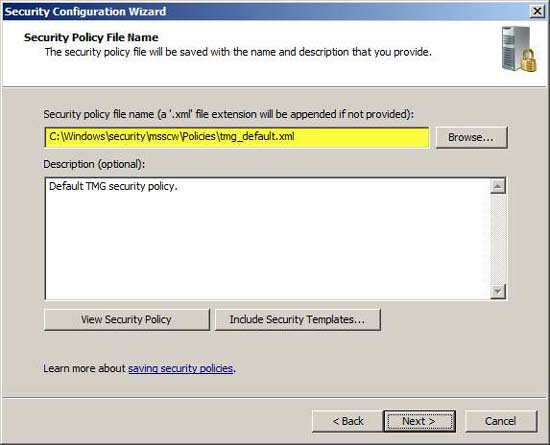 Security Configuration Wizard
Security Policy File Name
The security policy file will be saved with the name and description that you provide.
Security policy file name (a '.xml' file extension will be appended if not provided):
C:\Windows\security\msscw\Policies\tmg_default.xml
Browse...
Description (optional):
Default TMG security policy.
View Security Policy
Include Security Templates...
Learn more about saving security policies.
< Back
Next >
Cancel